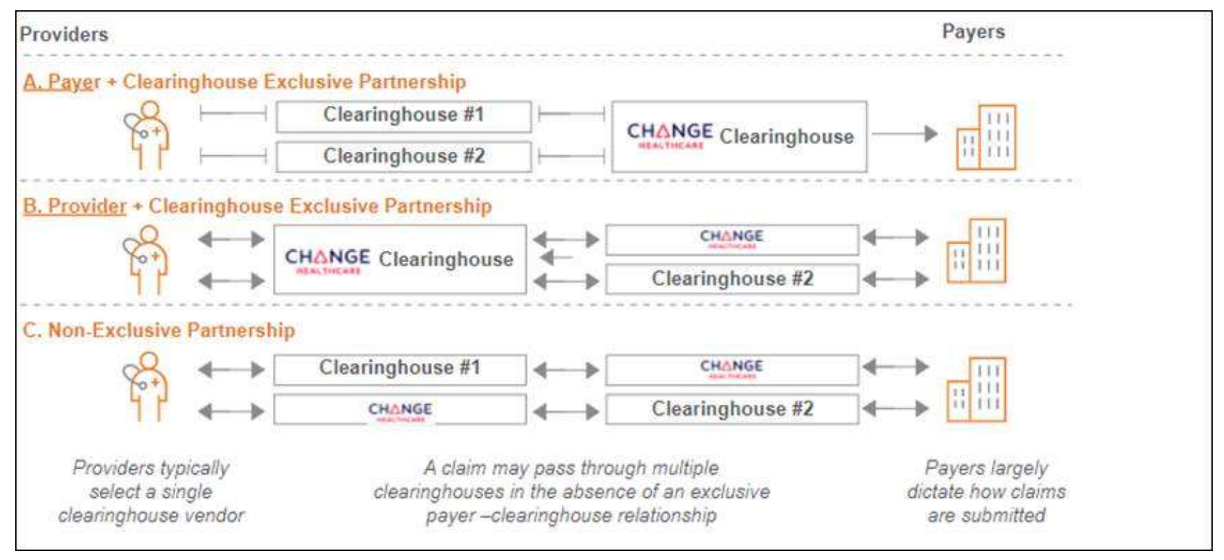 Providers
Payers
A. Payer + Clearinghouse Exclusive Partnership
Clearinghouse #1
Clearinghouse #2
CHANGE HEALTHCARE Clearinghouse
B. Provider + Clearinghouse Exclusive Partnership
CHANGE HEALTHCARE Clearinghouse
CHANGE
HEALTHCARE
Clearinghouse #2
C. Non-Exclusive Partnership
Clearinghouse #1
CHANGE
HEALTHCARE
CHANGE
HEALTHCARE
Clearinghouse #2
Providers typically
select a single
clearinghouse vendor
A claim may pass through multiple
clearinghouses in the absence of an exclusive
payer –clearinghouse relationship
Payers largely
dictate how claims
are submitted